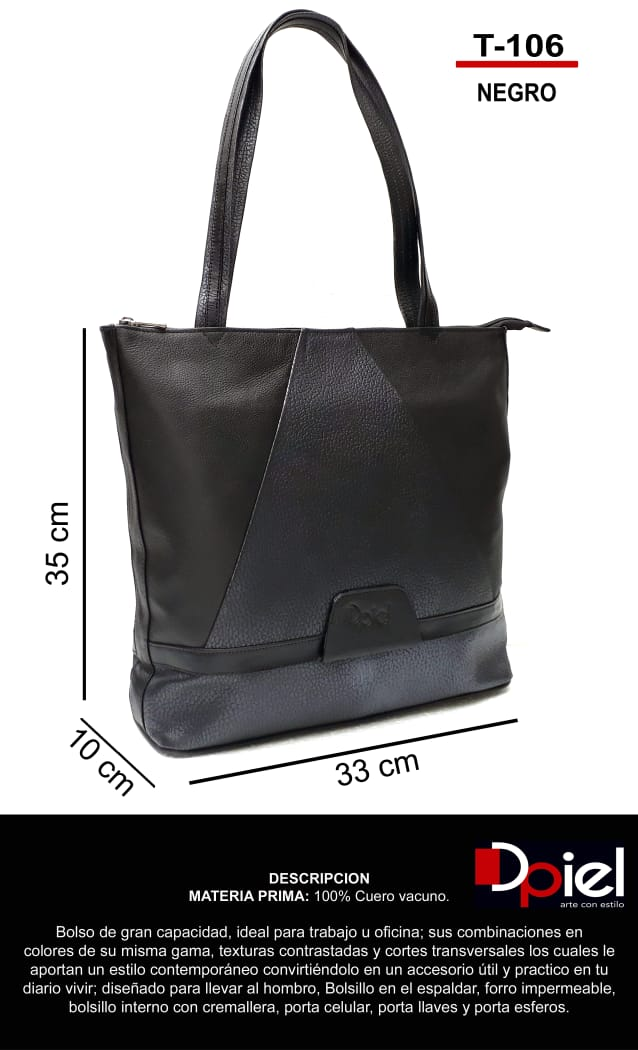 T-106
NEGRO
Dpiel
35 cm
10 cm
33 cm
Dpiel
arte con estilo
DESCRIPCION
MATERIA PRIMA: 100% Cuero vacuno.
Bolso de gran capacidad, ideal para trabajo u oficina; sus combinaciones en
colores de su misma gama, texturas contrastadas y cortes transversales los cuales le
aportan un estilo contemporáneo convirtiéndolo en un accesorio útil y practico en tu
diario vivir; diseñado para llevar al hombro, Bolsillo en el espaldar, forro impermeable,
bolsillo interno con cremallera, porta celular, porta llaves y porta esferos.